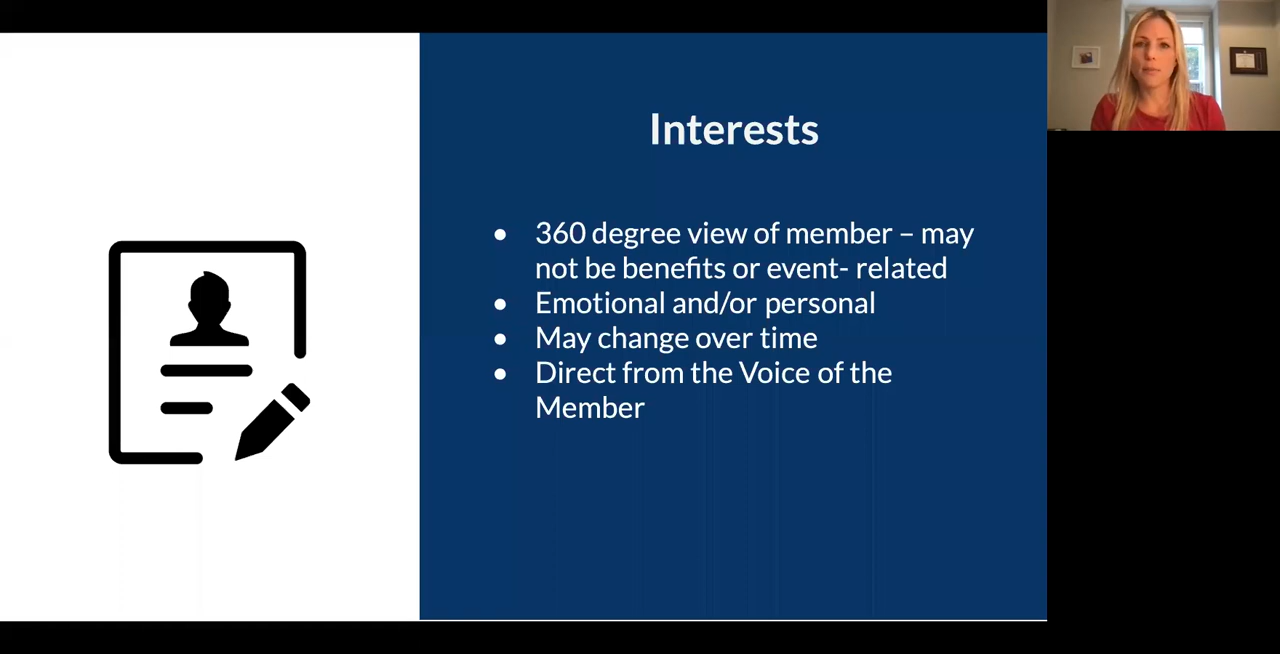 Interests
● 360 degree view of member – may
not be benefits or event- related
● Emotional and/or personal
● May change over time
● Direct from the Voice of the
Member